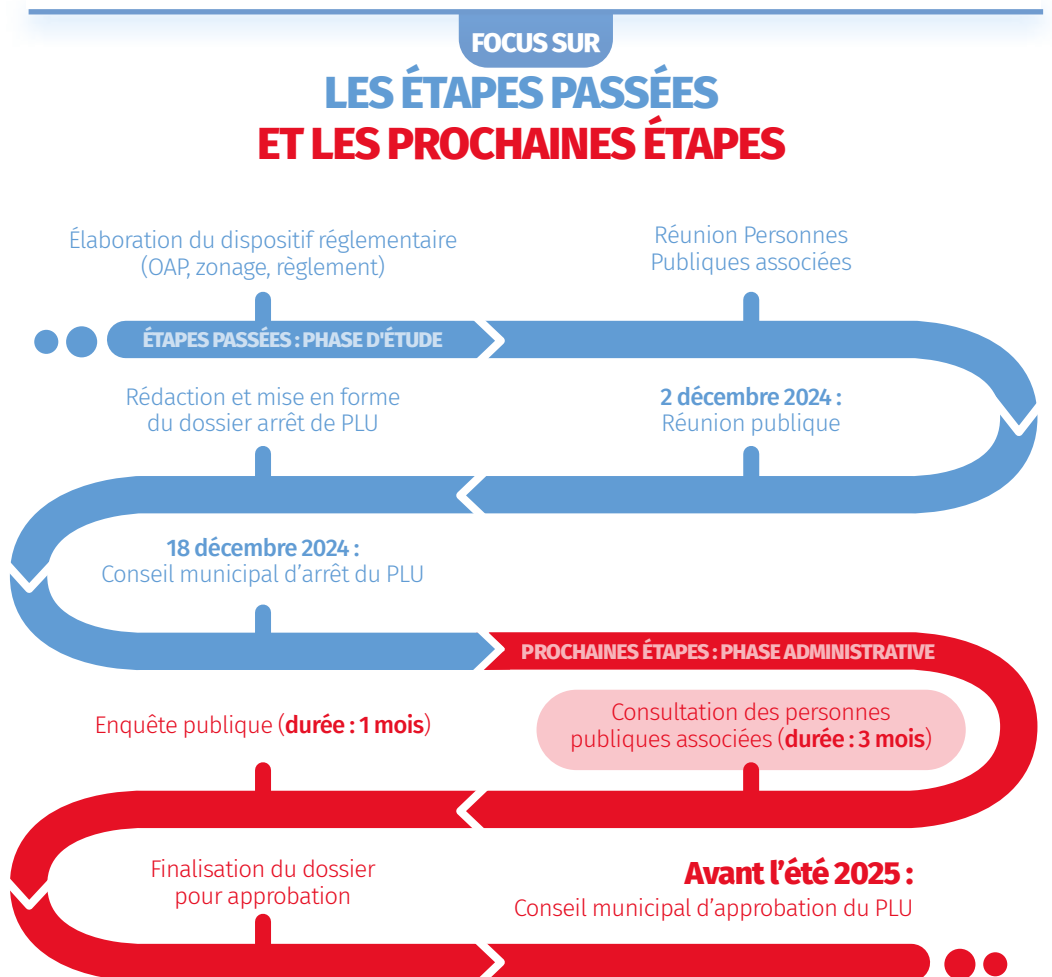 FOCUS SUR
LES ÉTAPES PASSÉES
ET LES PROCHAINES ÉTAPES
Élaboration du dispositif réglementaire
(OAP, zonage, règlement)
Réunion Personnes
Publiques associées
ÉTAPES PASSÉES : PHASE D'ÉTUDE
2 décembre 2024 :
Réunion publique
Rédaction et mise en forme
du dossier arrêt de PLU
18 décembre 2024 :
Conseil municipal d’arrêt du PLU
PROCHAINES ÉTAPES : PHASE ADMINISTRATIVE
Consultation des personnes
publiques associées (durée : 3 mois)
Enquête publique (durée : 1 mois)
Finalisation du dossier
pour approbation
Avant l’été 2025 :
Conseil municipal d’approbation du PLU